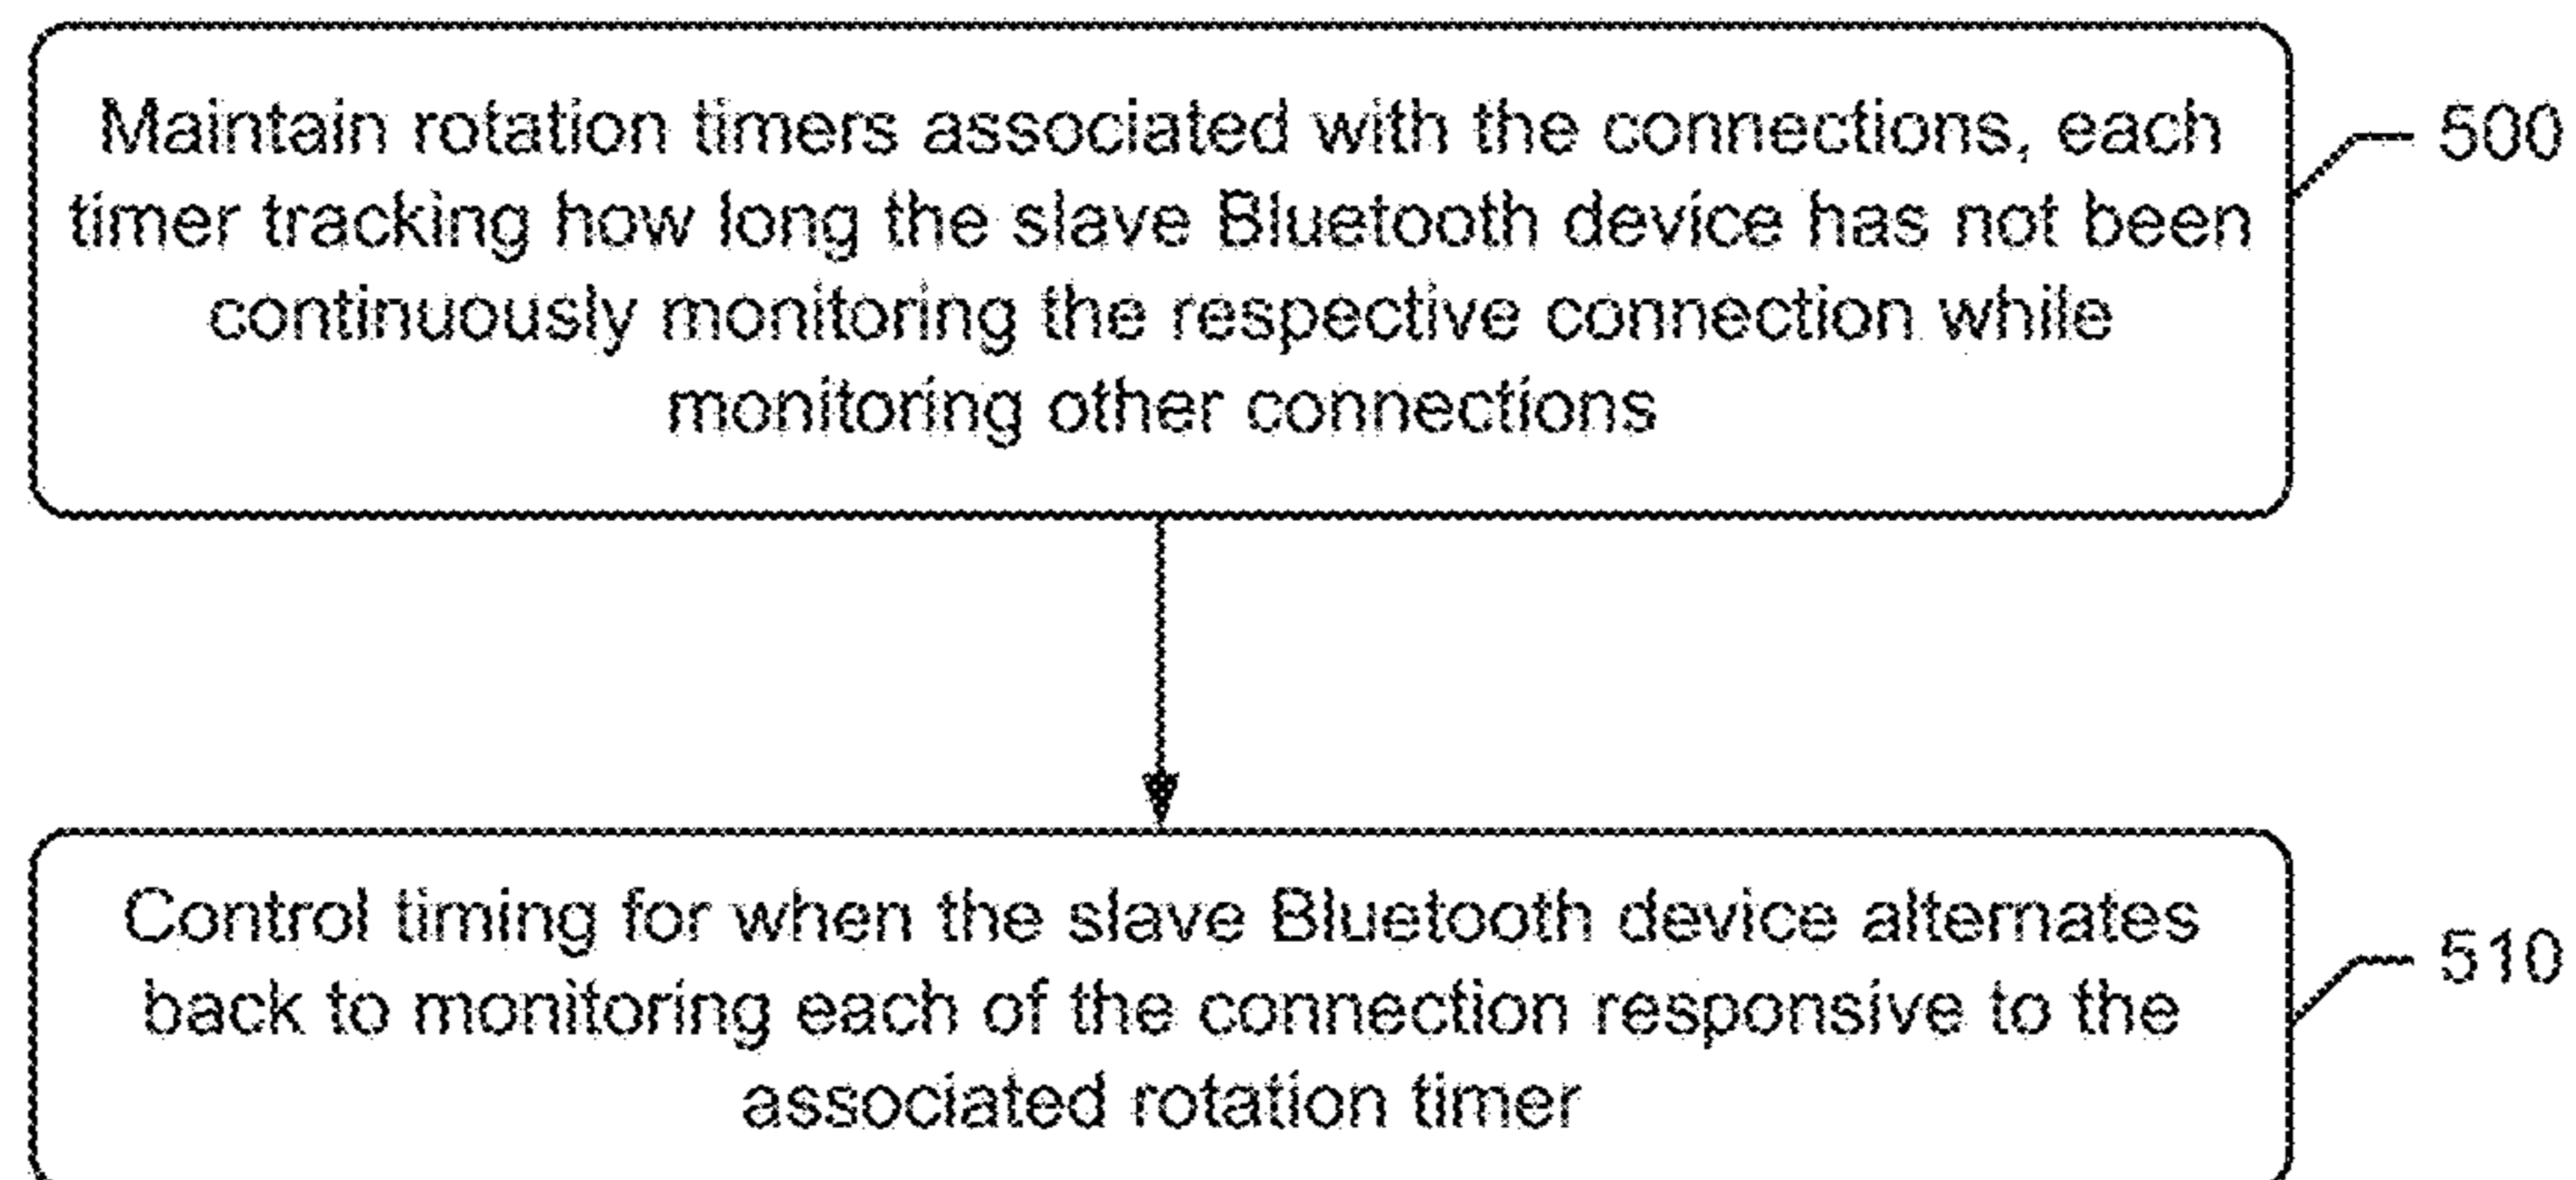 Maintain rotation timers associated with the connections, each
timer tracking how long the slave Bluetooth device has not been
continuously monitoring the respective connection while
monitoring other connections
500
Control timing for when the slave Bluetooth device alternates
back to monitoring each of the connection responsive to the
associated rotation timer
510